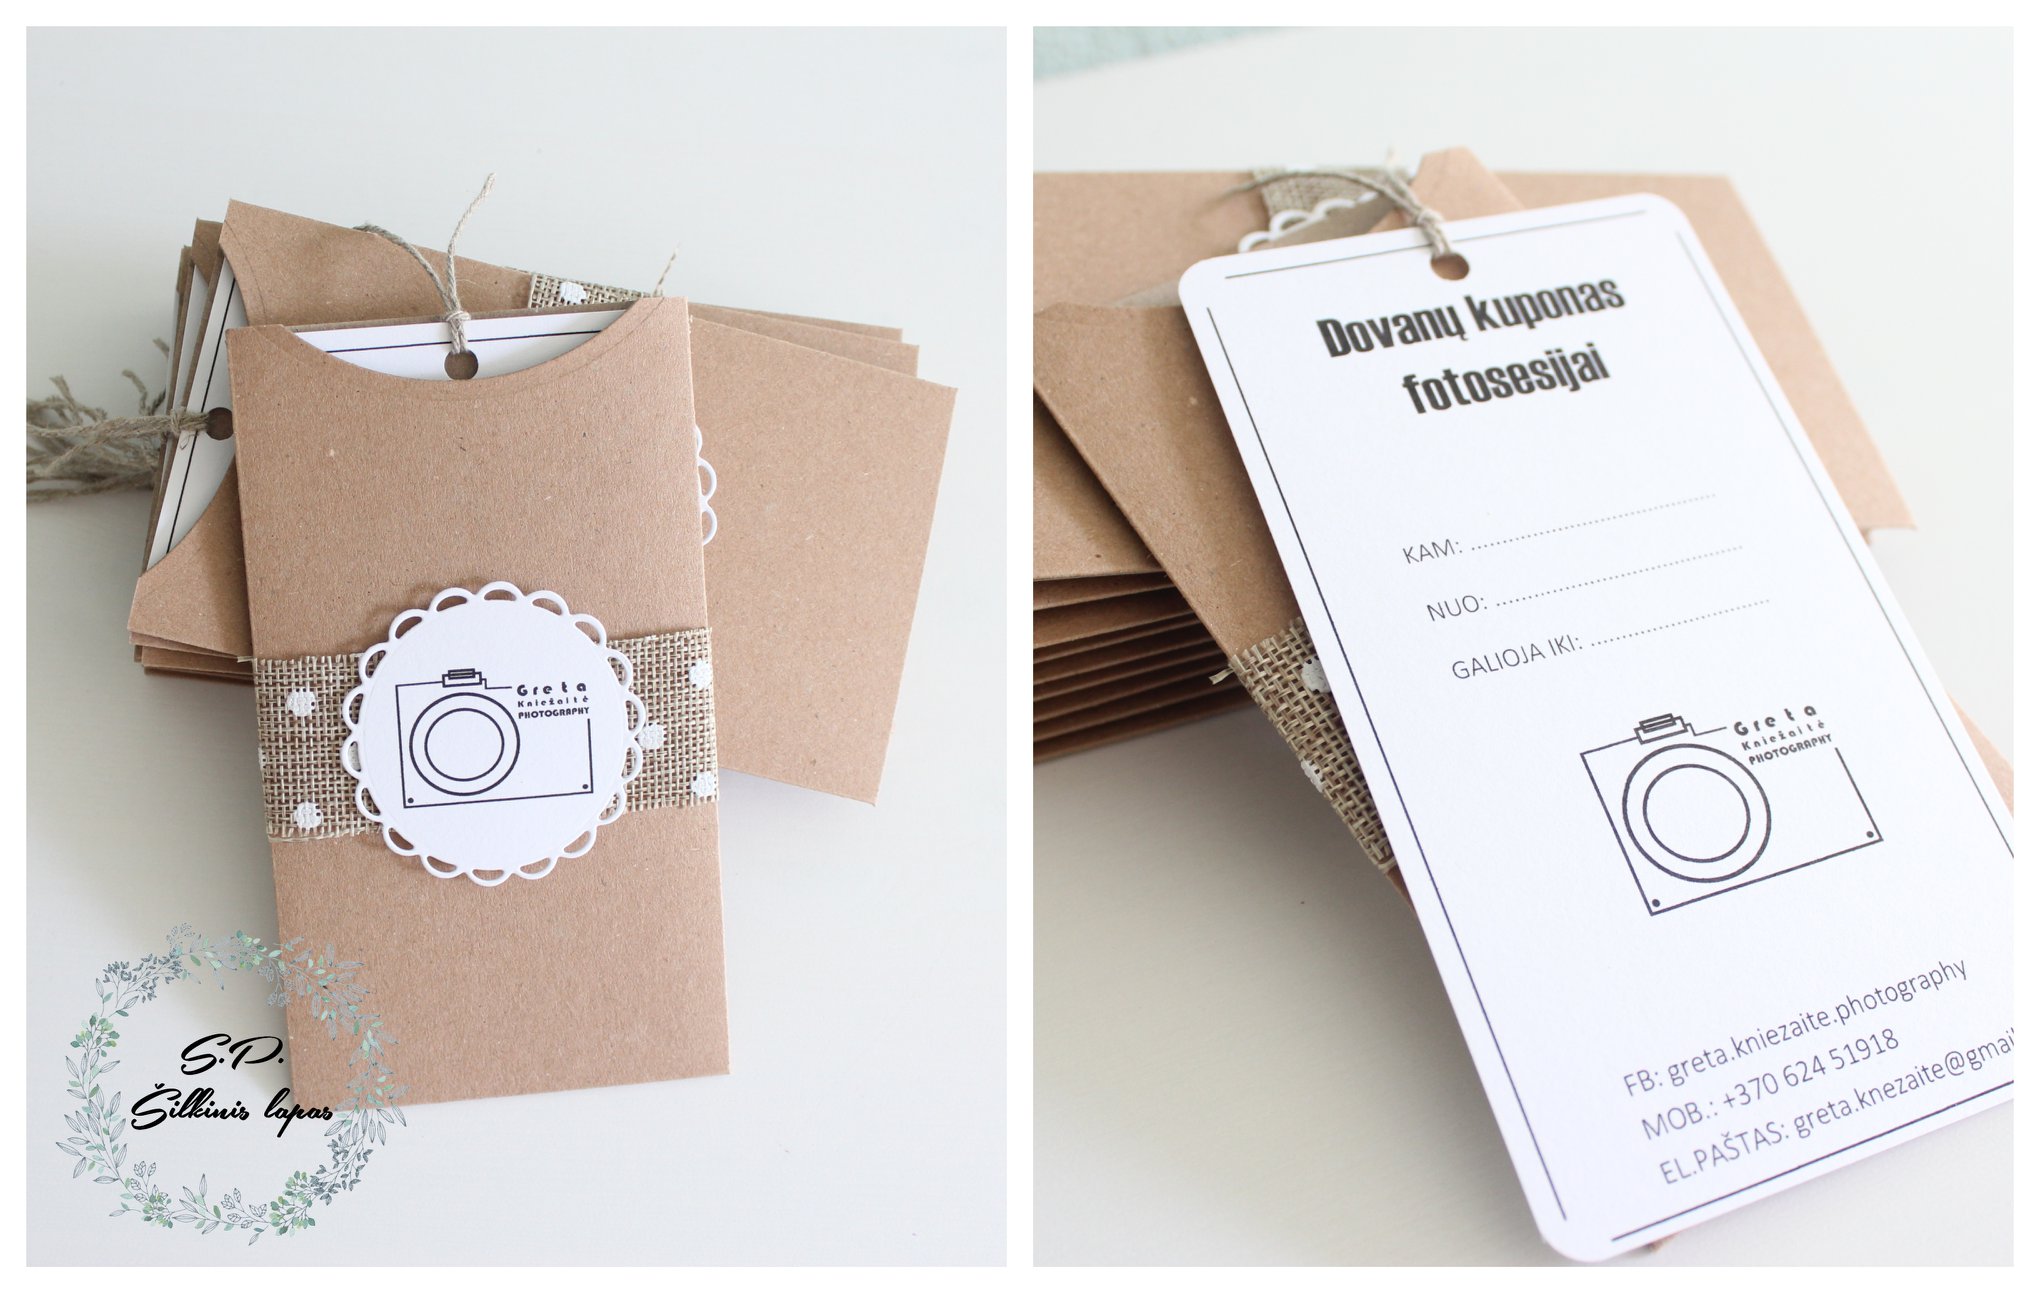 Greta
Kniežaitė
PHOTOGRAPHY
S.P.
Šilkinis lapas
Dovanų kuponas
fotosesijai
KAM: ................................................
NUO: ................................................
GALIOJA IKI: ...................................
Greta
Kniežaitė
PHOTOGRAPHY
FB: greta.kniezaite.photography
MOB.: +370 624 51918
EL.PAŠTAS: greta.knezaite@gmai